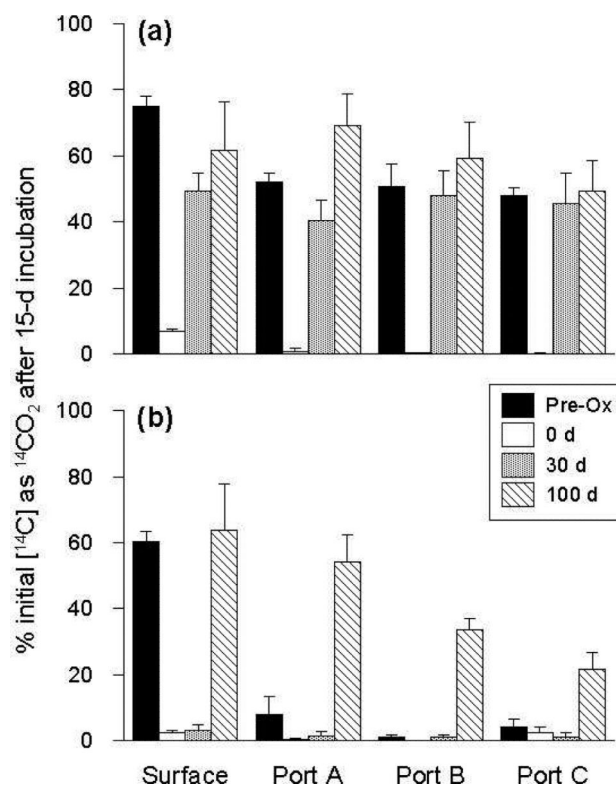 100
(a)
80
60
40
20
0
% initial [¹⁴C] as ¹⁴CO₂ after 15-d incubation
Pre-Ox
0 d
30 d
100 d
100
(b)
80
60
40
20
0
Surface Port A Port B Port C